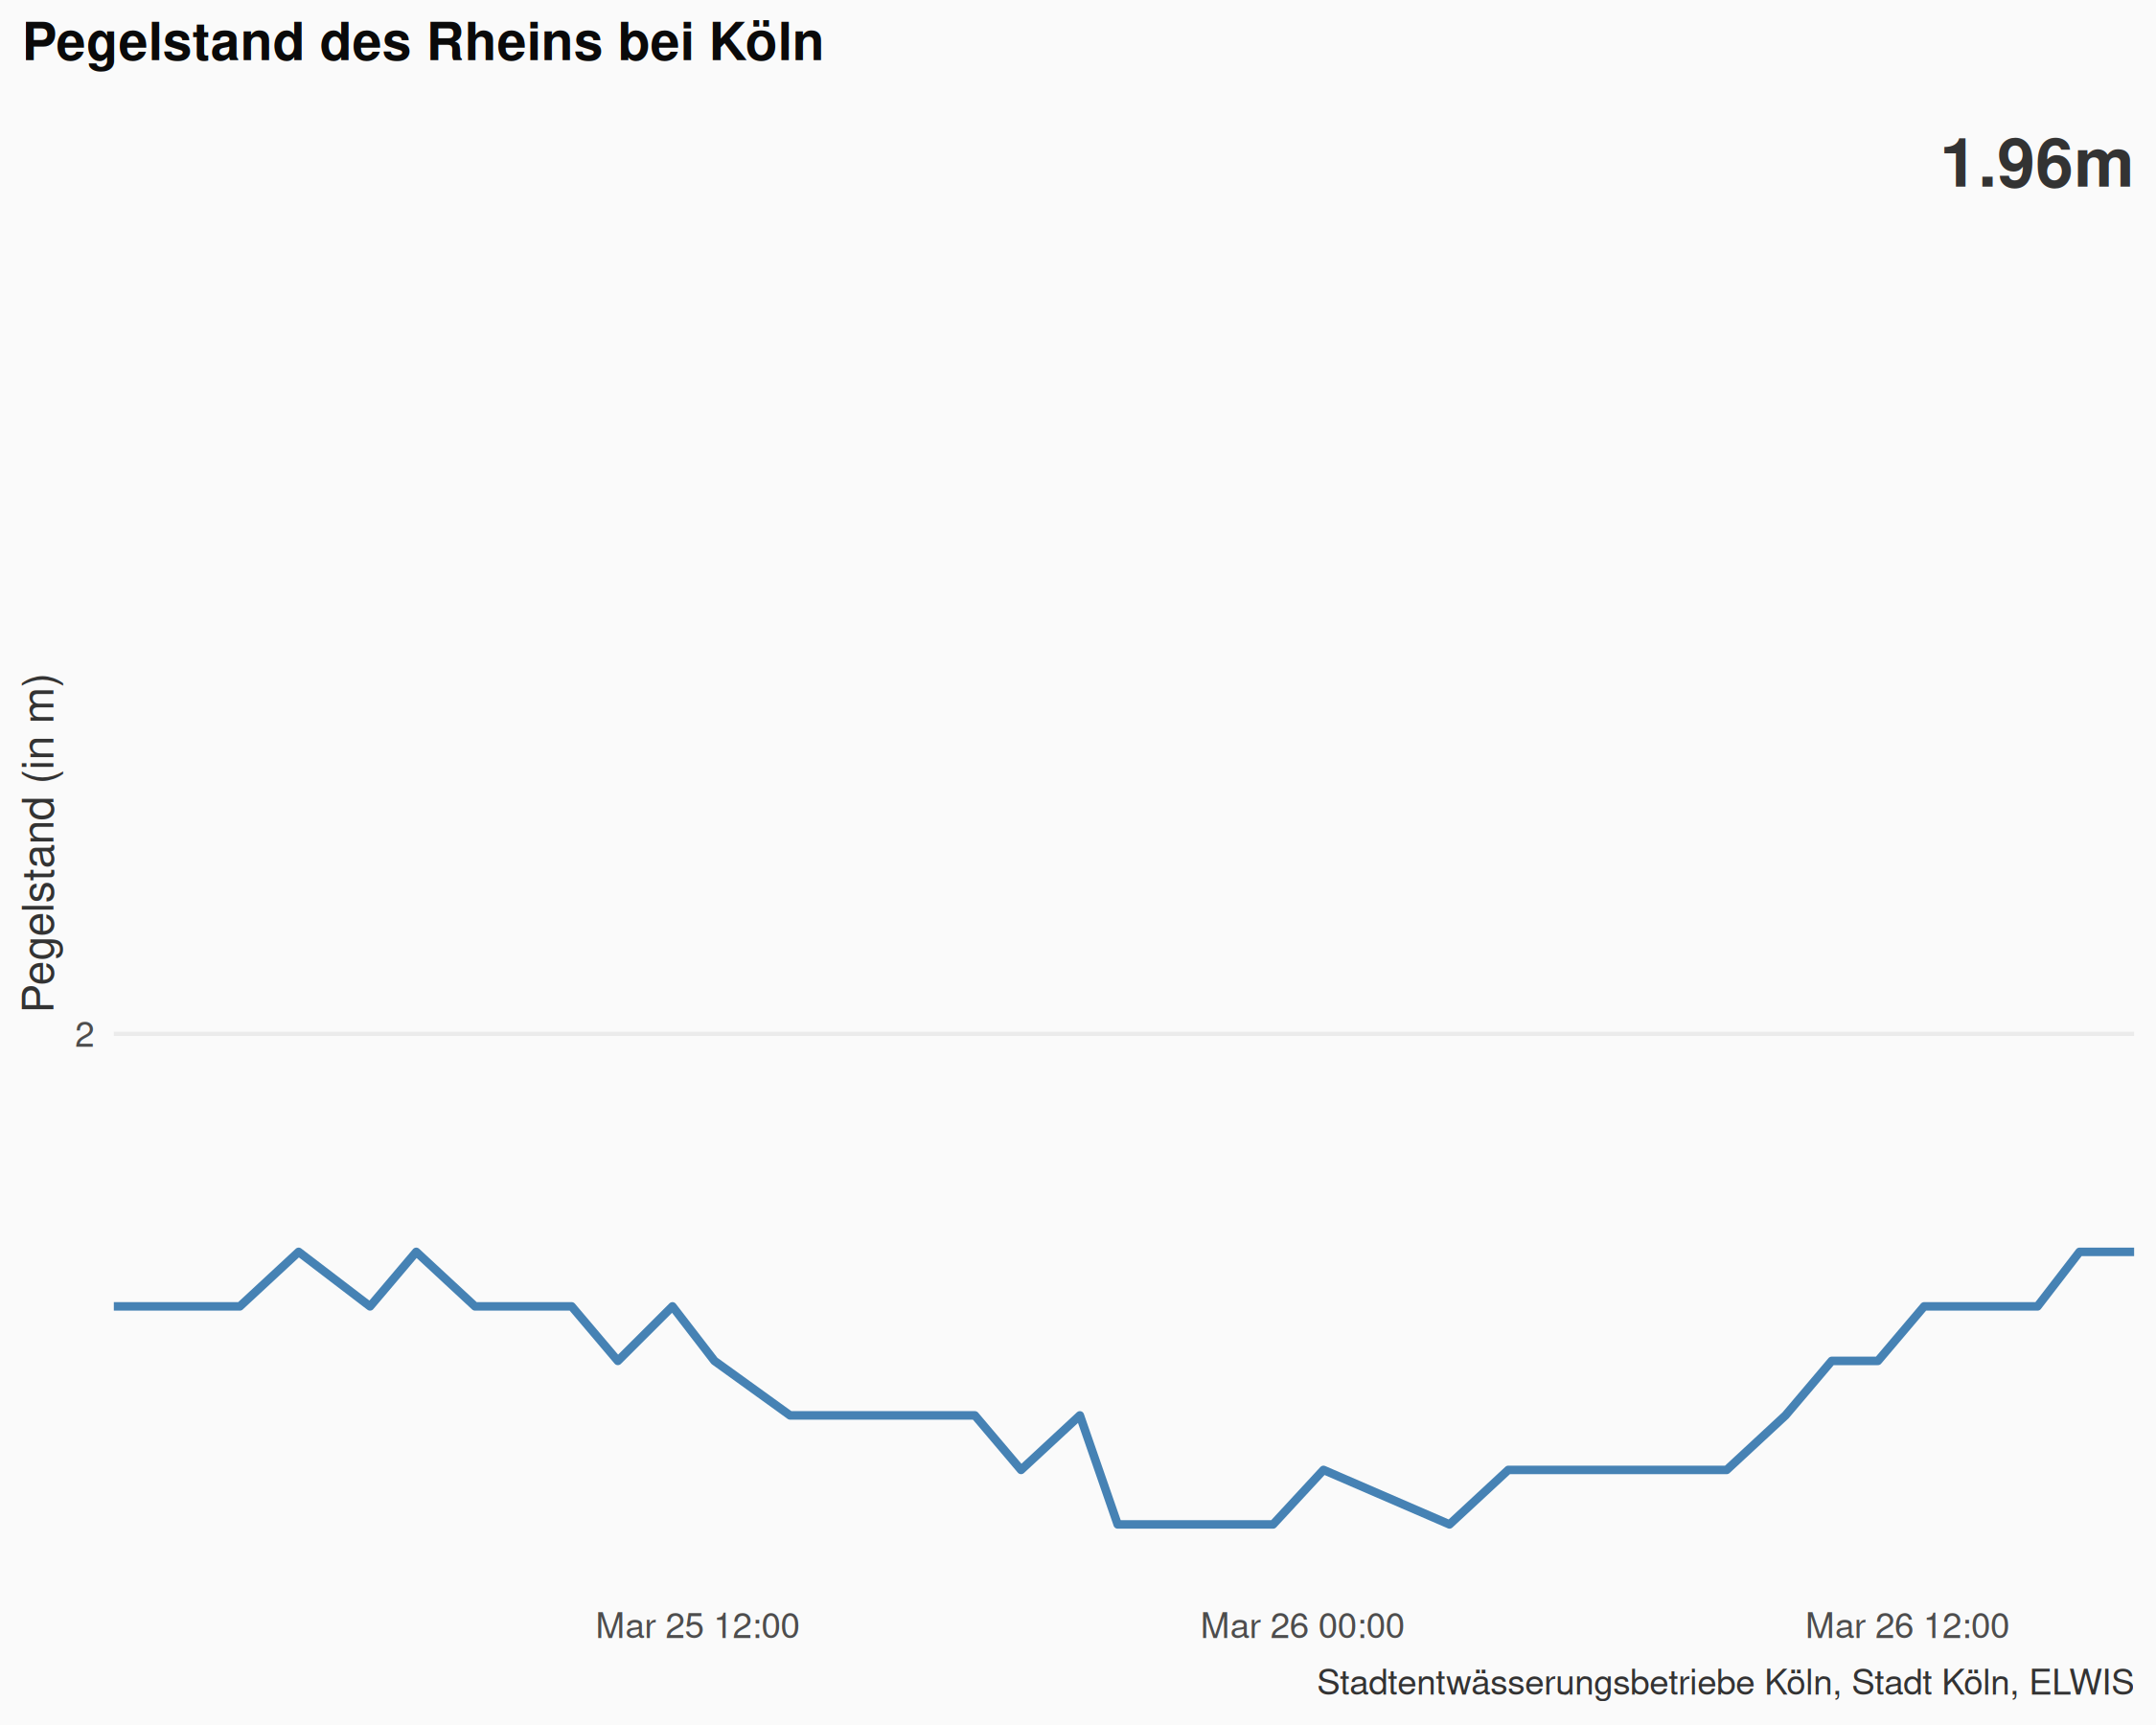 Pegelstand des Rheins bei Köln
1.96m
Pegelstand (in m)
2
Mar 25 12:00
Mar 26 00:00
Mar 26 12:00
Stadtentwässerungsbetriebe Köln, Stadt Köln, ELWIS